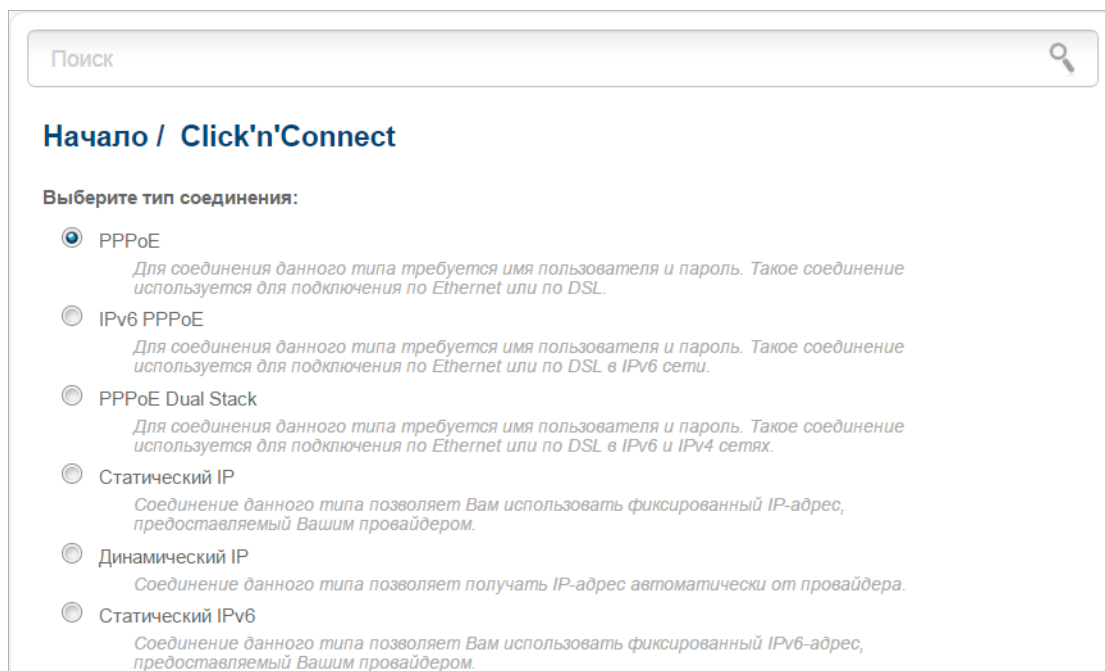 Поиск
Начало / Click'n'Connect
Выберите тип соединения:
PPPoE
Для соединения данного типа требуется имя пользователя и пароль. Такое соединение
используется для подключения по Ethernet или по DSL.
IPv6 PPPoE
Для соединения данного типа требуется имя пользователя и пароль. Такое соединение
используется для подключения по Ethernet или по DSL в IPv6 сети.
PPPoE Dual Stack
Для соединения данного типа требуется имя пользователя и пароль. Такое соединение
используется для подключения по Ethernet или по DSL в IPv6 и IPv4 сетях.
Статический IP
Соединение данного типа позволяет Вам использовать фиксированный IP-адрес,
предоставляемый Вашим провайдером.
Динамический IP
Соединение данного типа позволяет получать IP-адрес автоматически от провайдера.
Статический IPv6
Соединение данного типа позволяет Вам использовать фиксированный IPv6-адрес,
предоставляемый Вашим провайдером.